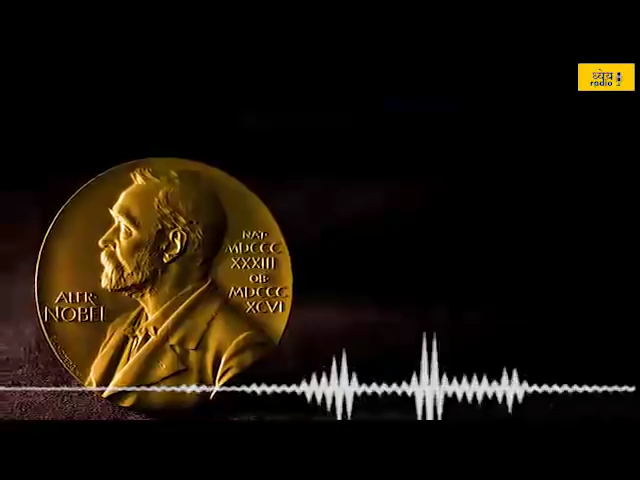 ध्येय
radio
ALFR·
NOBEL
NAT·
MDCCC
XXXIII
OB·
MDCCC
XCVI